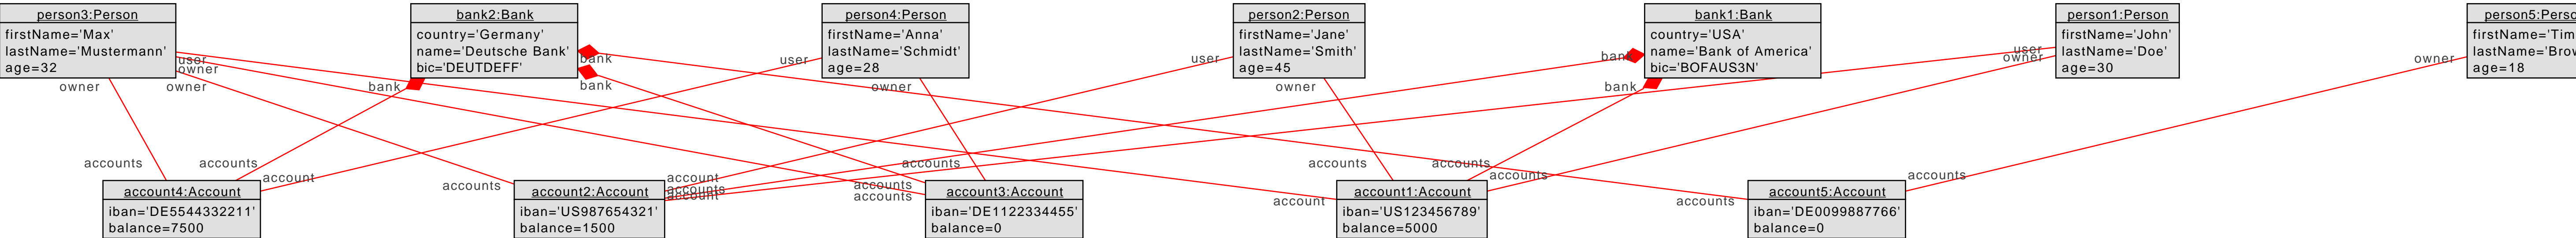 person3:Person
firstName='Max'
lastName='Mustermann'
age=32
bank2:Bank
country='Germany'
name='Deutsche Bank'
bic='DEUTDEFF'
person4:Person
firstName='Anna'
lastName='Schmidt'
age=28
person2:Person
firstName='Jane'
lastName='Smith'
age=45
bank1:Bank
country='USA'
name='Bank of America'
bic='BOFAUS3N'
person1:Person
firstName='John'
lastName='Doe'
age=30
person5:Perso
firstName='Tim
lastName='Brow
age=18
user
owner
owner
owner
bank
bank
bank
user
owner
user
owner
bank
bank
user
owner
owner
accounts
accounts
account
accounts
account
accounts
account
accounts
accounts
accounts
accounts
account
accounts
accounts
accounts
accounts
account4:Account
iban='DE5544332211'
balance=7500
account2:Account
iban='US987654321'
balance=1500
account3:Account
iban='DE1122334455'
balance=0
account1:Account
iban='US123456789'
balance=5000
account5:Account
iban='DE0099887766'
balance=0